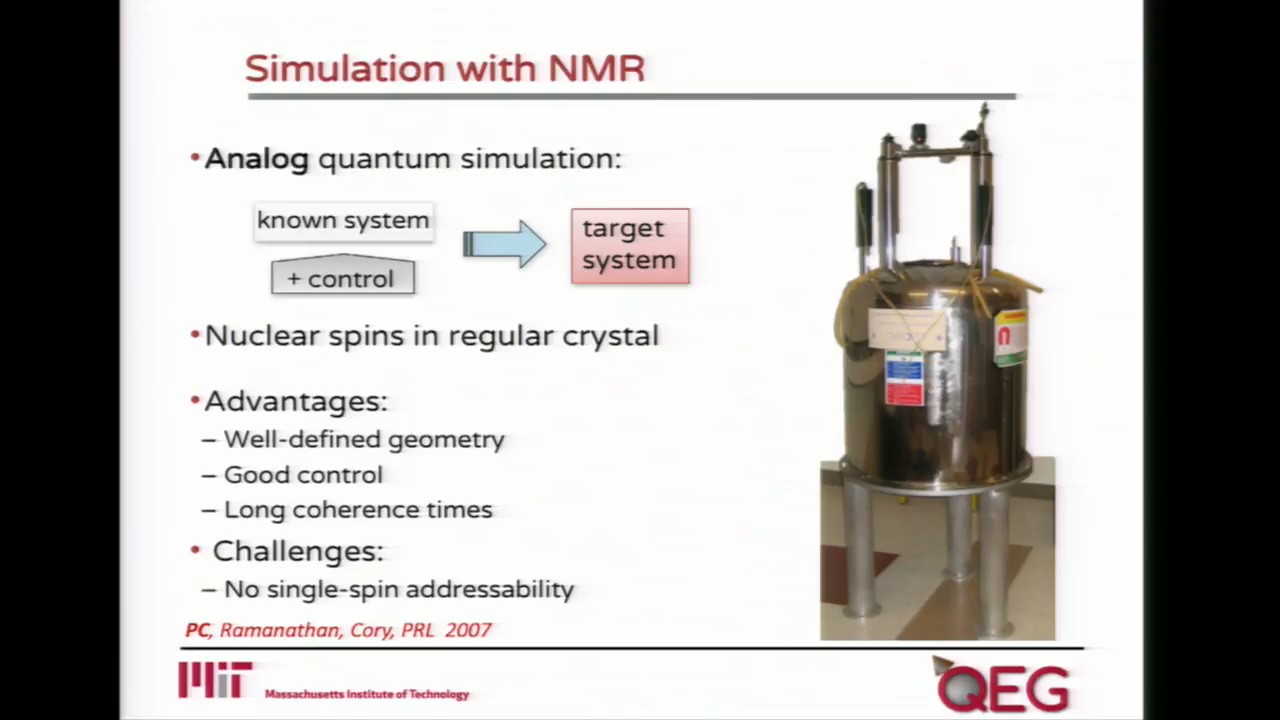 Simulation with NMR
•Analog quantum simulation:
known system
+ control
target
system
•Nuclear spins in regular crystal
•Advantages:
– Well-defined geometry
– Good control
– Long coherence times
• Challenges:
– No single-spin addressability
PC, Ramanathan, Cory, PRL 2007
MIT Massachusetts Institute of Technology
QEG